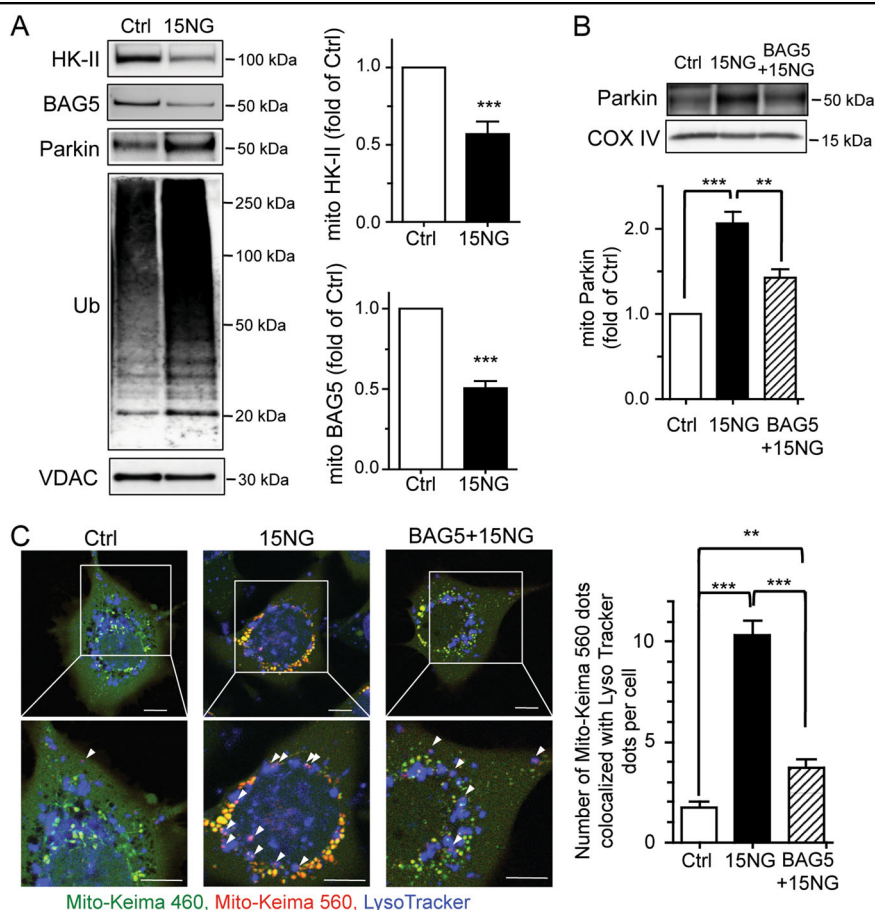 A
Ctrl 15NG
HK-II
100 kDa
BAG5
50 kDa
Parkin
50 kDa
Ub
250 kDa
100 kDa
50 kDa
20 kDa
VDAC
30 kDa
mito HK-II (fold of Ctrl)
1.0
0.5
0.0
***
Ctrl 15NG
mito BAG5 (fold of Ctrl)
1.0
0.5
0.0
***
Ctrl 15NG
B
Ctrl 15NG BAG5
+15NG
Parkin
50 kDa
COX IV
15 kDa
mito Parkin
(fold of Ctrl)
2.0
1.0
0.0
*** **
Ctrl 15NG BAG5
+15NG
C
Ctrl 15NG BAG5+15NG
Mito-Keima 460, Mito-Keima 560, LysoTracker
Number of Mito-Keima 560 dots
colocalized with Lyso Tracker
dots per cell
10
5
0
**
*** ***
Ctrl 15NG BAG5
+15NG